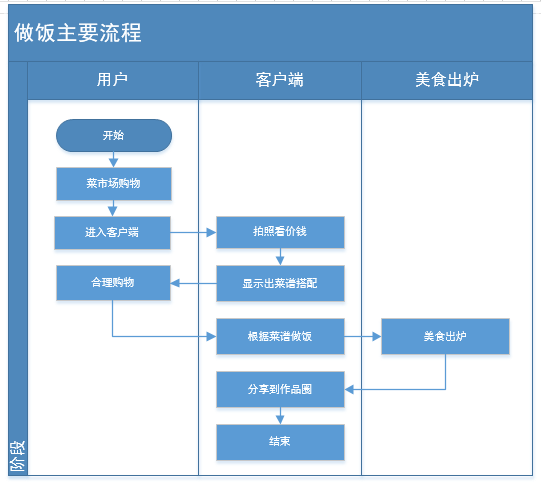 做饭主要流程
用户
客户端
美食出炉
开始
菜市场购物
进入客户端
拍照看价钱
合理购物
显示出菜谱搭配
根据菜谱做饭
美食出炉
分享到作品圈
结束
阶段